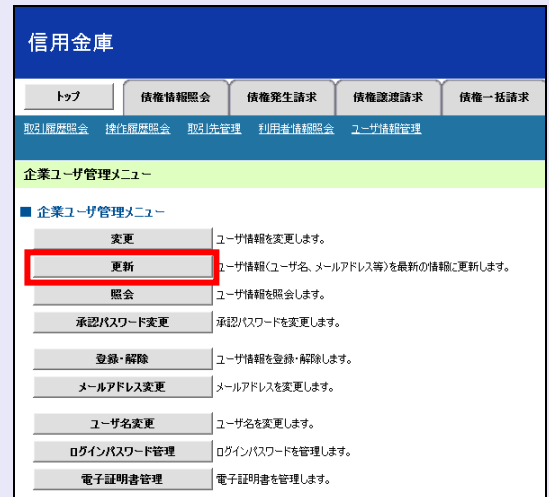 信用金庫
トップ 債権情報照会 債権発生請求 債権譲渡請求 債権一括請求
取引履歴照会 操作履歴照会 取引先管理 利用者情報照会 ユーザ情報管理
企業ユーザ管理メニュー
■ 企業ユーザ管理メニュー
変更 ユーザ情報を変更します。
更新 ユーザ情報(ユーザ名、メールアドレス等)を最新の情報に更新します。
照会 ユーザ情報を照会します。
承認パスワード変更 承認パスワードを変更します。
登録・解除 ユーザ情報を登録・解除します。
メールアドレス変更 メールアドレスを変更します。
ユーザ名変更 ユーザ名を変更します。
ログインパスワード管理 ログインパスワードを管理します。
電子証明書管理 電子証明書を管理します。